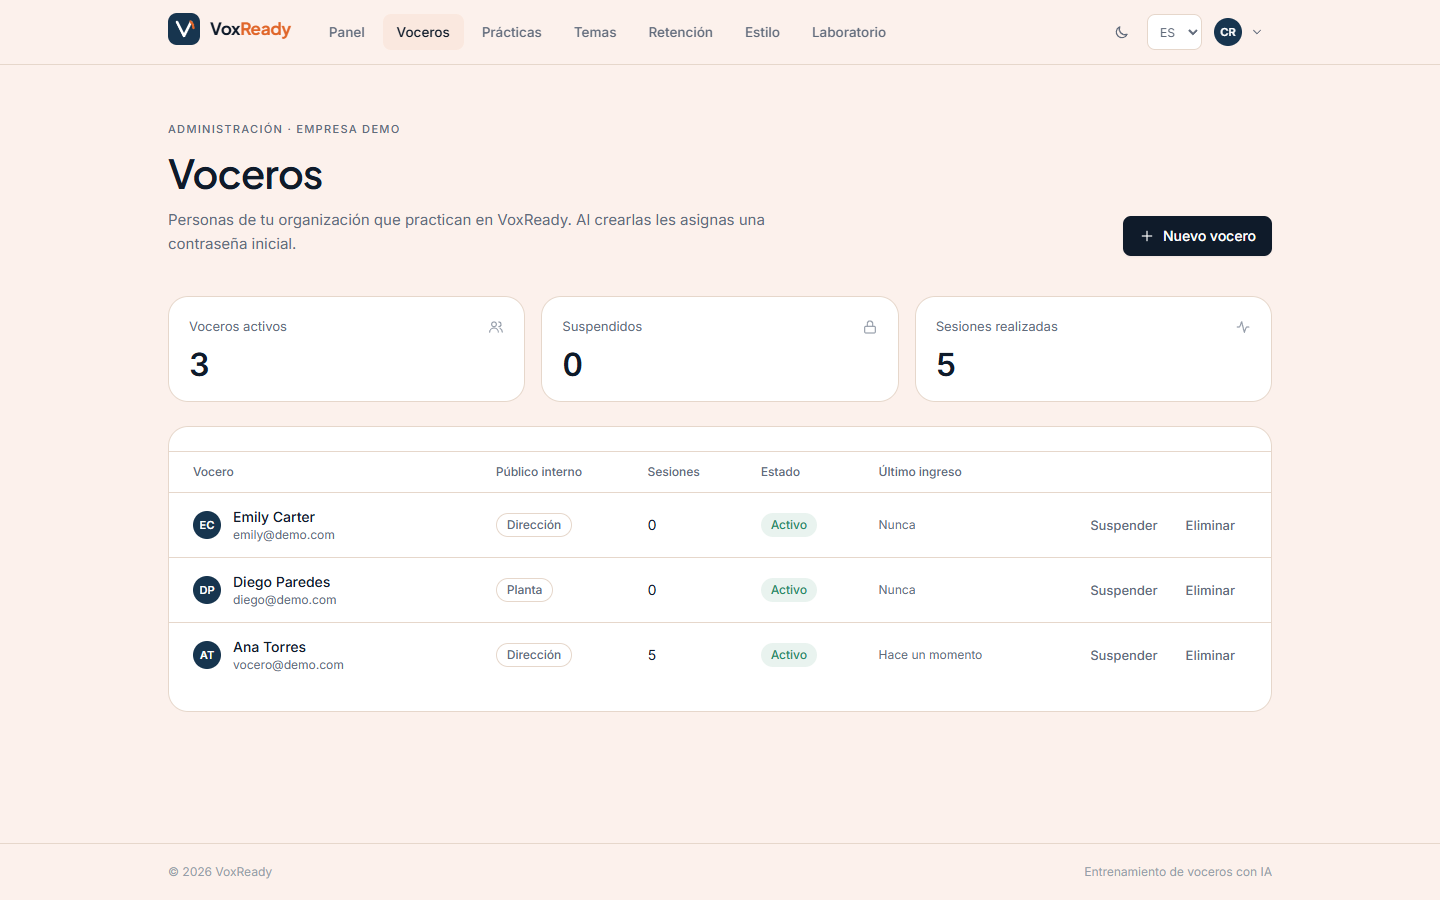 VoxReady Panel Voceros Prácticas Temas Retención Estilo Laboratorio ES CR
ADMINISTRACIÓN · EMPRESA DEMO
Voceros
Personas de tu organización que practican en VoxReady. Al crearlas les asignas una
contraseña inicial.
+ Nuevo vocero
Voceros activos
3
Suspendidos
0
Sesiones realizadas
5
Vocero Público interno Sesiones Estado Último ingreso
EC Emily Carter Dirección 0 Activo Nunca Suspender Eliminar
emily@demo.com
DP Diego Paredes Planta 0 Activo Nunca Suspender Eliminar
diego@demo.com
AT Ana Torres Dirección 5 Activo Hace un momento Suspender Eliminar
vocero@demo.com
© 2026 VoxReady Entrenamiento de voceros con IA